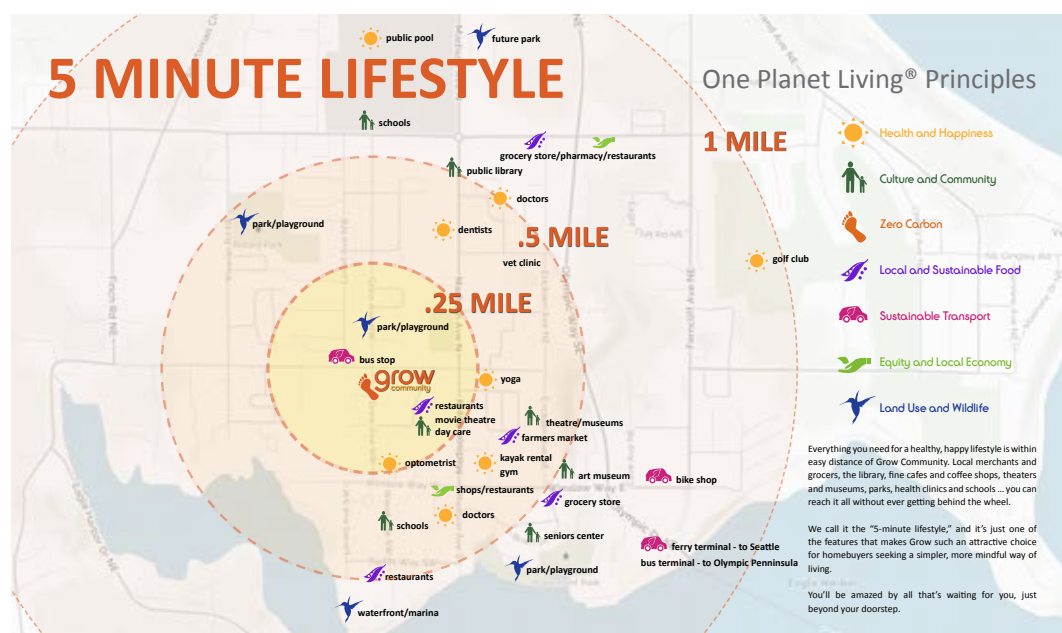 public pool
future park
5 MINUTE LIFESTYLE
One Planet Living® Principles
schools
1 MILE
Health and Happiness
grocery store/pharmacy/restaurants
public library
Culture and Community
doctors
park/playground
Zero Carbon
dentists
.5 MILE
vet clinic
golf club
Local and Sustainable Food
.25 MILE
park/playground
Sustainable Transport
bus stop
grow
community
yoga
Equity and Local Economy
restaurants
movie theatre
day care
theatre/museums
farmers market
Land Use and Wildlife
optometrist
kayak rental
gym
art museum
bike shop
shops/restaurants
grocery store
doctors
schools
seniors center
ferry terminal - to Seattle
bus terminal - to Olympic Penninsula
park/playground
restaurants
waterfront/marina
Everything you need for a healthy, happy lifestyle is within
easy distance of Grow Community. Local merchants and
grocers, the library, fine cafes and coffee shops, theaters
and museums, parks, health clinics and schools ... you can
reach it all without ever getting behind the wheel.
We call it the “5-minute lifestyle,” and it’s just one of
the features that makes Grow such an attractive choice
for homebuyers seeking a simpler, more mindful way of
living.
You’ll be amazed by all that’s waiting for you, just
beyond your doorstep.